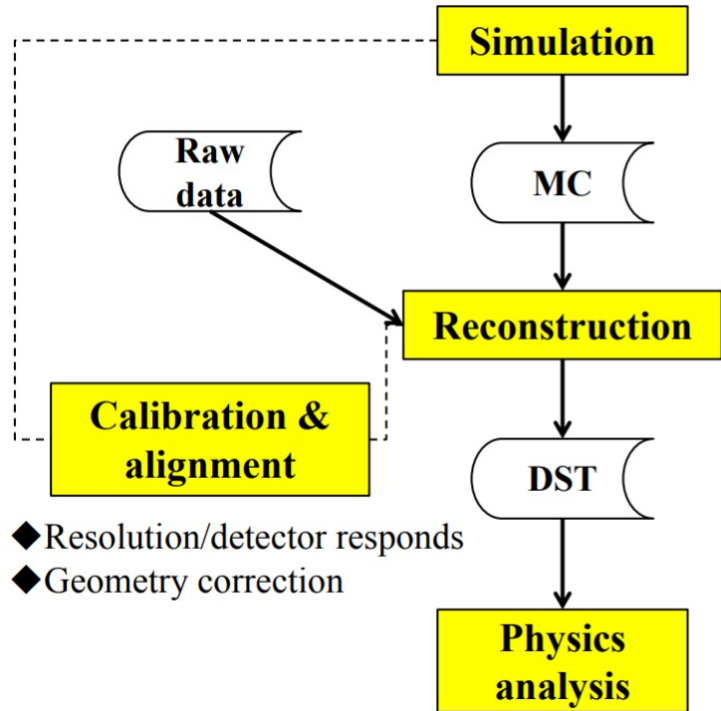 Simulation
Raw
data
MC
Reconstruction
Calibration &
alignment
DST
◆Resolution/detector responds
◆Geometry correction
Physics
analysis